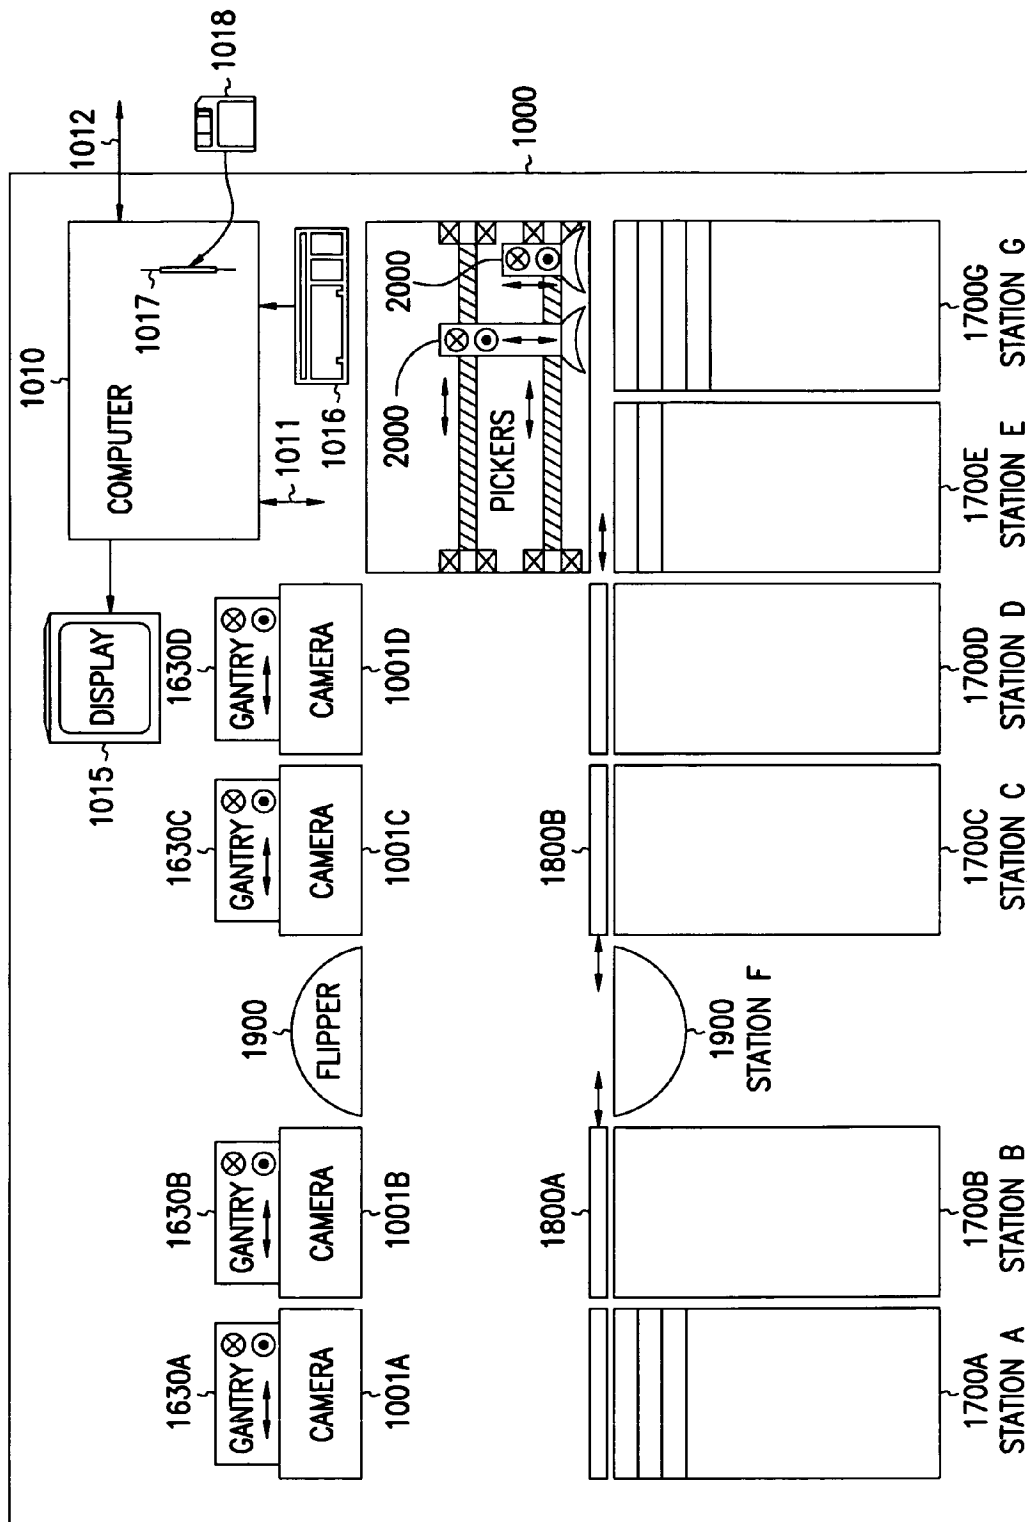 1018
1012
1000
1010
1017
COMPUTER
1016
1011
DISPLAY
1015
2000
2000
PICKERS
1630A
GANTRY
CAMERA
1001A
1630B
GANTRY
CAMERA
1001B
1900
FLIPPER
1630C
GANTRY
CAMERA
1001C
1630D
GANTRY
CAMERA
1001D
1800A
1800B
1700A
STATION A
1700B
STATION B
1900
STATION F
1700C
STATION C
1700D
STATION D
1700E
STATION E
1700G
STATION G